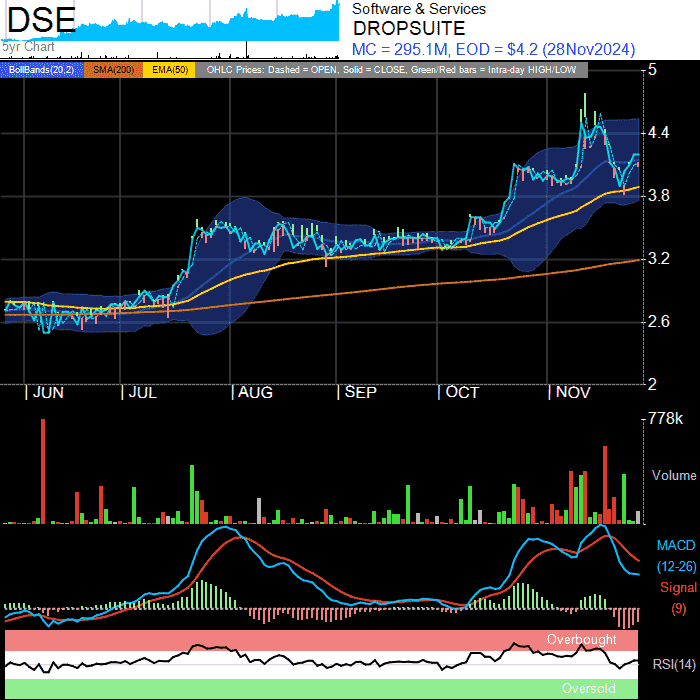 DSE
5yr Chart
Software & Services
DROPSUITE
MC = 295.1M, EOD = $4.2 (28Nov2024)
BollBands(20,2) SMA(200) EMA(50) OHLC Prices: Dashed = OPEN, Solid = CLOSE, Green/Red bars = Intra-day HIGH/LOW
5
4.4
3.8
3.2
2.6
2
JUN JUL AUG SEP OCT NOV
778k
Volume
MACD
(12-26)
Signal
(9)
Overbought
RSI(14)
Oversold